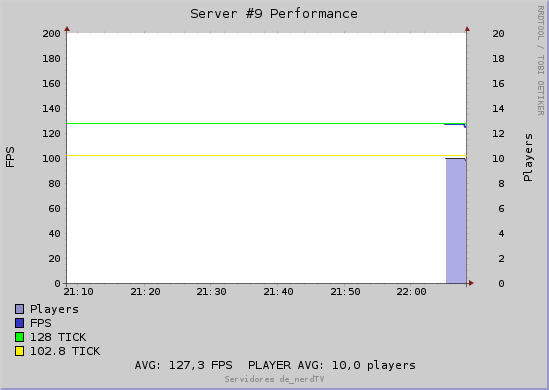 Server #9 Performance
RRDTOOL / TOBI OETIKER
FPS
200
180
160
140
120
100
80
60
40
20
0
20
18
16
14
12
10
8
6
4
2
0
Players
21:10 21:20 21:30 21:40 21:50 22:00
Players
FPS
128 TICK
102.8 TICK
AVG: 127,3 FPS PLAYER AVG: 10,0 players
Servidores de_nerdTV